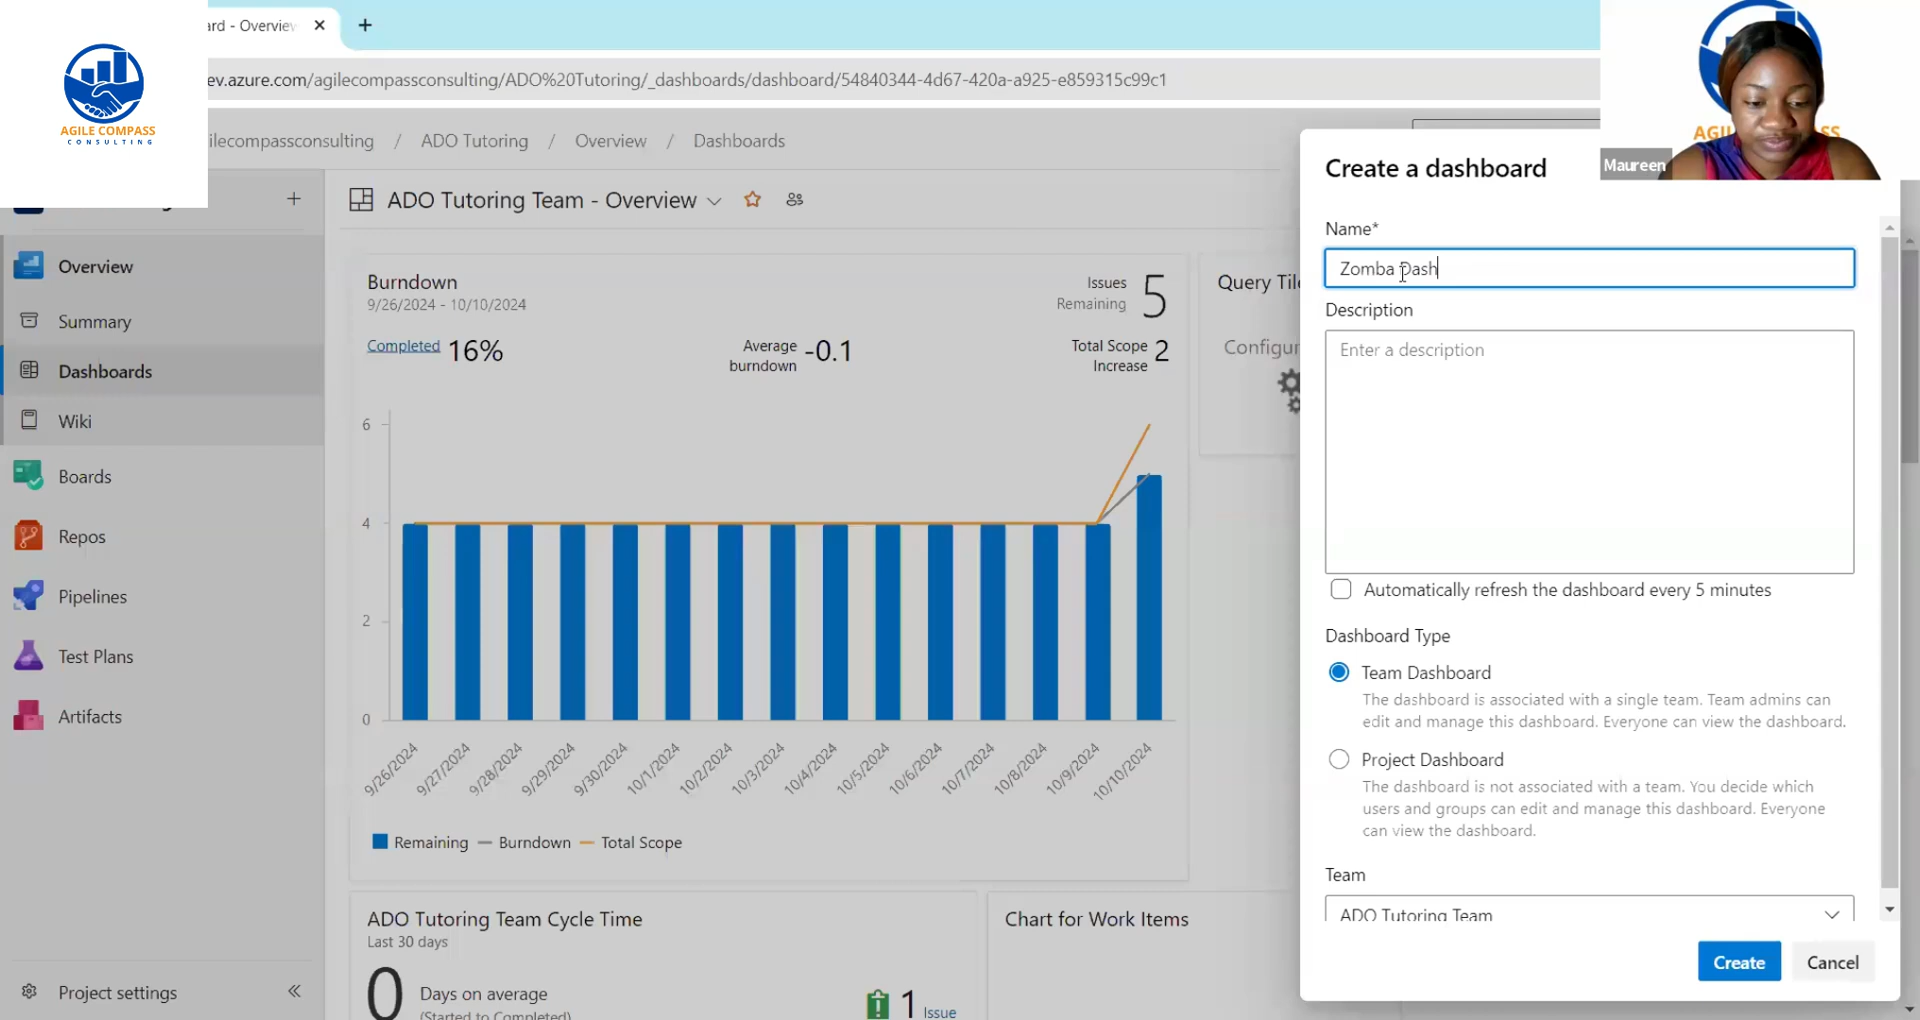 ard - Overview
AGILE COMPASS
CONSULTING
ev.azure.com/agilecompassconsulting/ADO%20Tutoring/_dashboards/dashboard/54840344-4d67-420a-a925-e859315c99c1
ilecompassconsulting / ADO Tutoring / Overview / Dashboards
Maureen
Overview
Summary
Dashboards
Wiki
Boards
Repos
Pipelines
Test Plans
Artifacts
Project settings
ADO Tutoring Team - Overview
Burndown
9/26/2024 - 10/10/2024
Issues
Remaining
5
Completed 16%
Average
burndown
-0.1
Total Scope
Increase
2
6
4
2
0
9/26/2024
9/27/2024
9/28/2024
9/29/2024
9/30/2024
10/1/2024
10/2/2024
10/3/2024
10/4/2024
10/5/2024
10/6/2024
10/7/2024
10/8/2024
10/9/2024
10/10/2024
Remaining Burndown Total Scope
ADO Tutoring Team Cycle Time
Last 30 days
0
Days on average
(Started to Completed)
1 Issue
Query Tile
Configur
Chart for Work Items
Create a dashboard
Name*
Zomba Dash
Description
Enter a description
Automatically refresh the dashboard every 5 minutes
Dashboard Type
Team Dashboard
The dashboard is associated with a single team. Team admins can
edit and manage this dashboard. Everyone can view the dashboard.
Project Dashboard
The dashboard is not associated with a team. You decide which
users and groups can edit and manage this dashboard. Everyone
can view the dashboard.
Team
ADO Tutoring Team
Create
Cancel